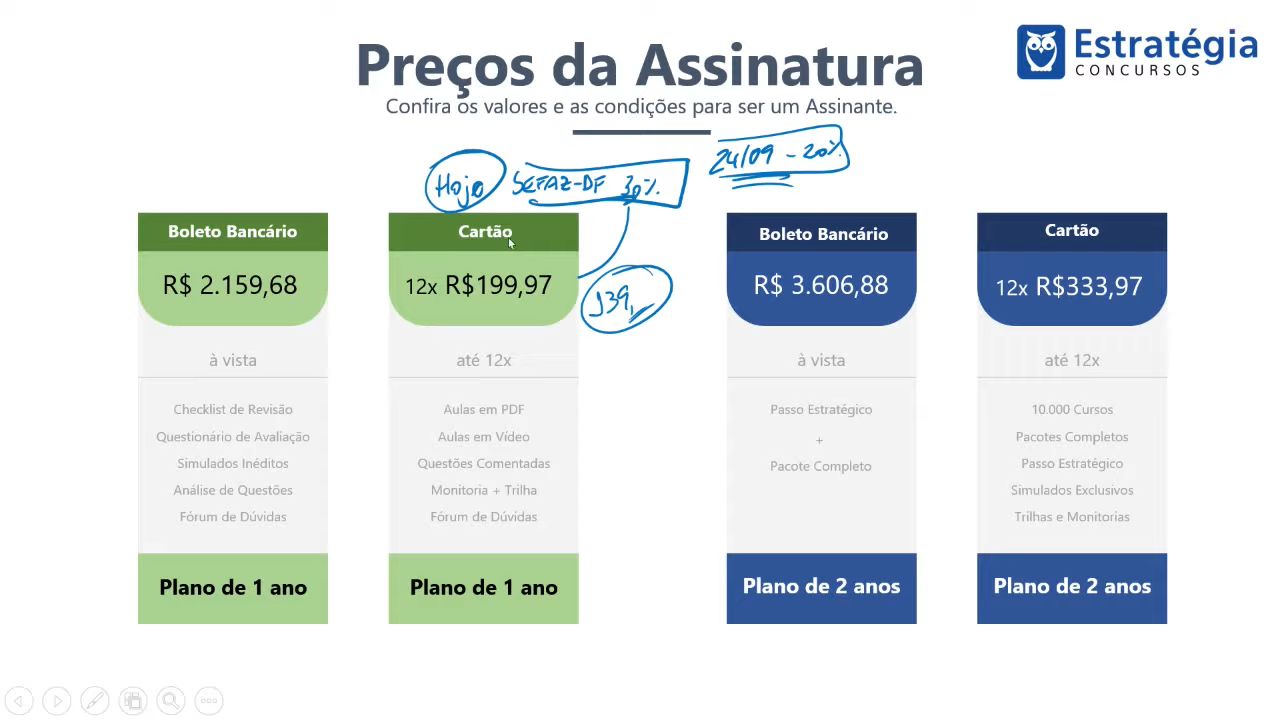 Preços da Assinatura
Confira os valores e as condições para ser um Assinante.
Estratégia
CONCURSOS
Hoje
SEFAZ-DF 30%
24/09 - 20%
Boleto Bancário
R$ 2.159,68
à vista
Checklist de Revisão
Questionário de Avaliação
Simulados Inéditos
Análise de Questões
Fórum de Dúvidas
Plano de 1 ano
Cartão
12x R$199,97
139,
até 12x
Aulas em PDF
Aulas em Vídeo
Questões Comentadas
Monitoria + Trilha
Fórum de Dúvidas
Plano de 1 ano
Boleto Bancário
R$ 3.606,88
à vista
Passo Estratégico
+
Pacote Completo
Plano de 2 anos
Cartão
12x R$333,97
até 12x
10.000 Cursos
Pacotes Completos
Passo Estratégico
Simulados Exclusivos
Trilhas e Monitorias
Plano de 2 anos